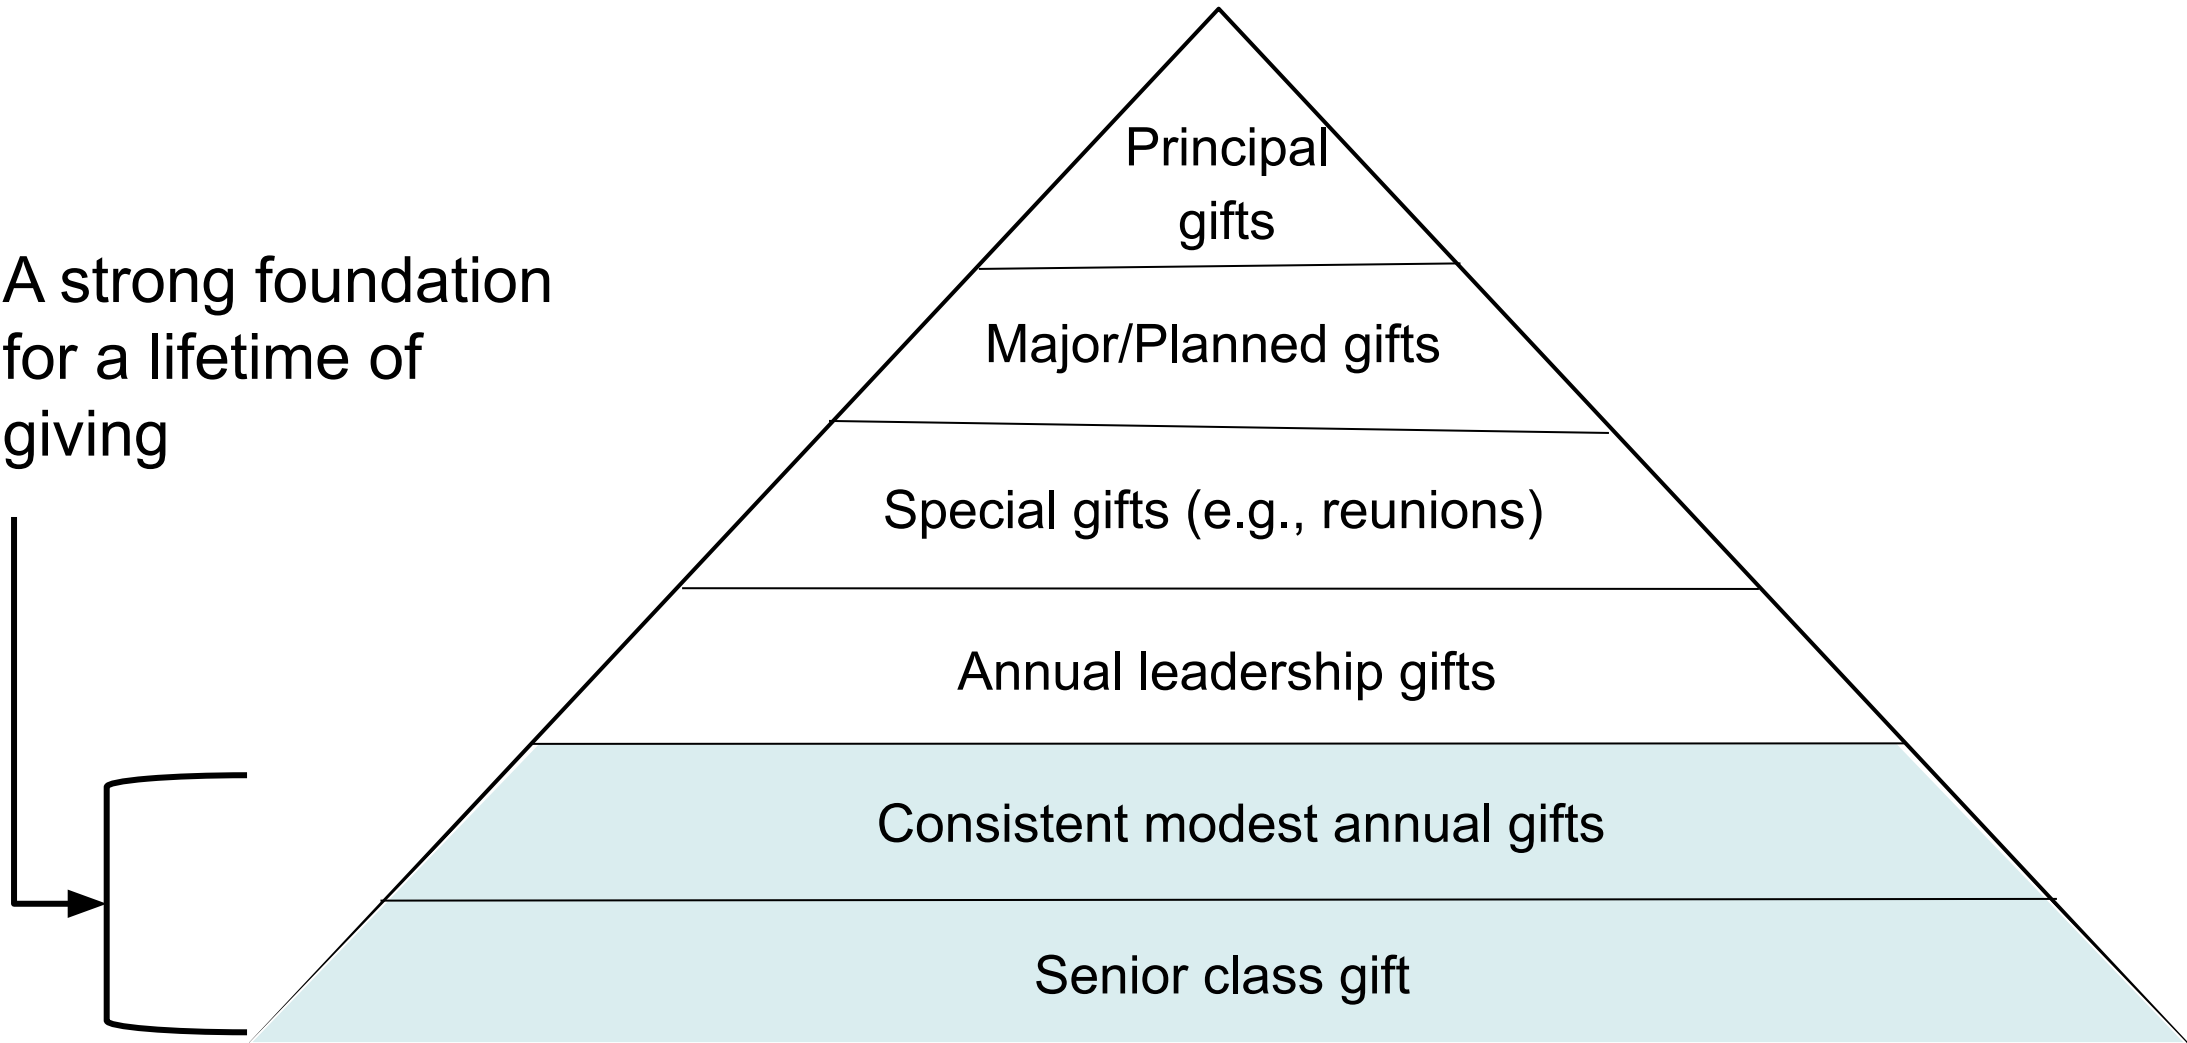 A strong foundation
for a lifetime of
giving
Principal
gifts
Major/Planned gifts
Special gifts (e.g., reunions)
Annual leadership gifts
Consistent modest annual gifts
Senior class gift